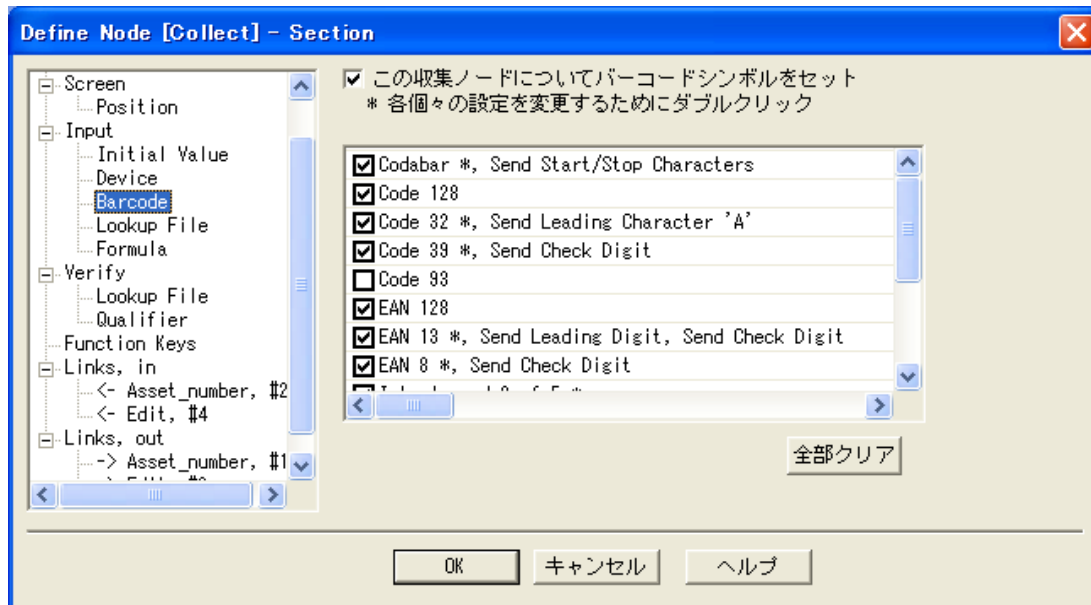 Define Node [Collect] - Section
Screen
Position
Input
Initial Value
Device
Barcode
Lookup File
Formula
Verify
Lookup File
Qualifier
Function Keys
Links, in
<- Asset_number, #2
<- Edit, #4
Links, out
-> Asset_number, #1
この収集ノードについてバーコードシンボルをセット
* 各個々の設定を変更するためにダブルクリック
Codabar *, Send Start/Stop Characters
Code 128
Code 32 *, Send Leading Character 'A'
Code 39 *, Send Check Digit
Code 93
EAN 128
EAN 13 *, Send Leading Digit, Send Check Digit
EAN 8 *, Send Check Digit
全部クリア
OK
キャンセル
ヘルプ